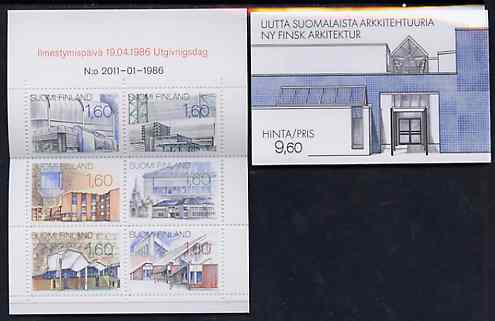 Ilmestymispäivä 19.04.1986 Utgivnigsdag
N:o 2011-01-1986
SUOMI FINLAND
1,60
SUOMI FINLAND
1,60
SUOMI FINLAND
1,60
SUOMI FINLAND
1,60
SUOMI FINLAND
1,60
SUOMI FINLAND
1,60
UUTTA SUOMALAISTA ARKKITEHTUURIA
NY FINSK ARKITEKTUR
HINTA/PRIS
9,60